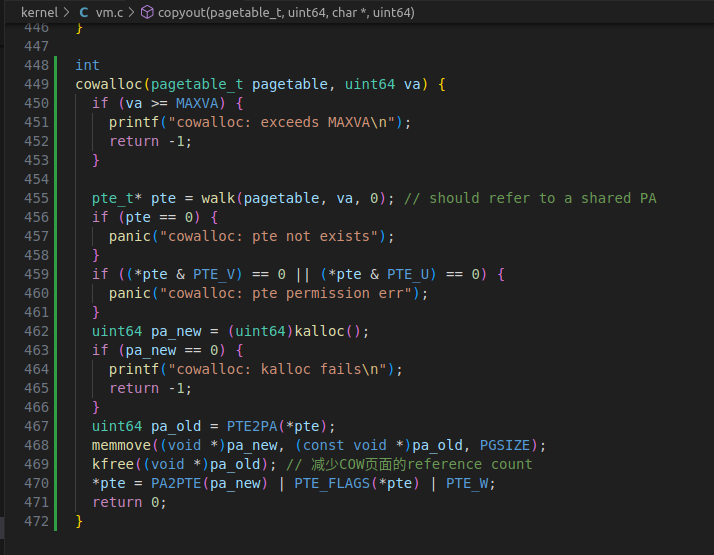 kernel > C vm.c > copyout(pagetable_t, uint64, char *, uint64)
446 }
447
448 int
449 cowalloc(pagetable_t pagetable, uint64 va) {
450   if (va >= MAXVA) {
451     printf("cowalloc: exceeds MAXVA\n");
452     return -1;
453   }
454
455   pte_t* pte = walk(pagetable, va, 0); // should refer to a shared PA
456   if (pte == 0) {
457     panic("cowalloc: pte not exists");
458   }
459   if ((*pte & PTE_V) == 0 || (*pte & PTE_U) == 0) {
460     panic("cowalloc: pte permission err");
461   }
462   uint64 pa_new = (uint64)kalloc();
463   if (pa_new == 0) {
464     printf("cowalloc: kalloc fails\n");
465     return -1;
466   }
467   uint64 pa_old = PTE2PA(*pte);
468   memmove((void *)pa_new, (const void *)pa_old, PGSIZE);
469   kfree((void *)pa_old); // 减少COW页面的reference count
470   *pte = PA2PTE(pa_new) | PTE_FLAGS(*pte) | PTE_W;
471   return 0;
472 }